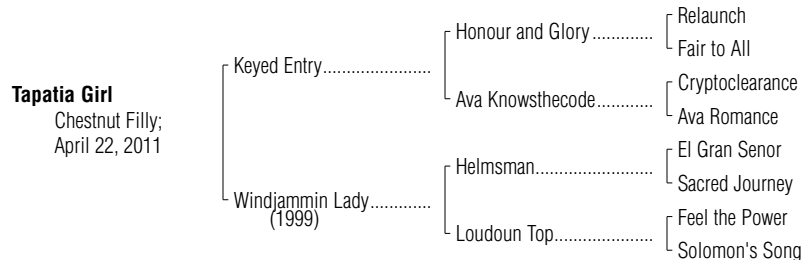 Relaunch
Honour and Glory .............
Fair to All
Keyed Entry.......................
Cryptoclearance
Ava Knowsthecode............
Ava Romance
Tapatia Girl
Chestnut Filly;
April 22, 2011
El Gran Senor
Helmsman.........................
Sacred Journey
Windjammin Lady.............
(1999)
Feel the Power
Loudoun Top.....................
Solomon's Song